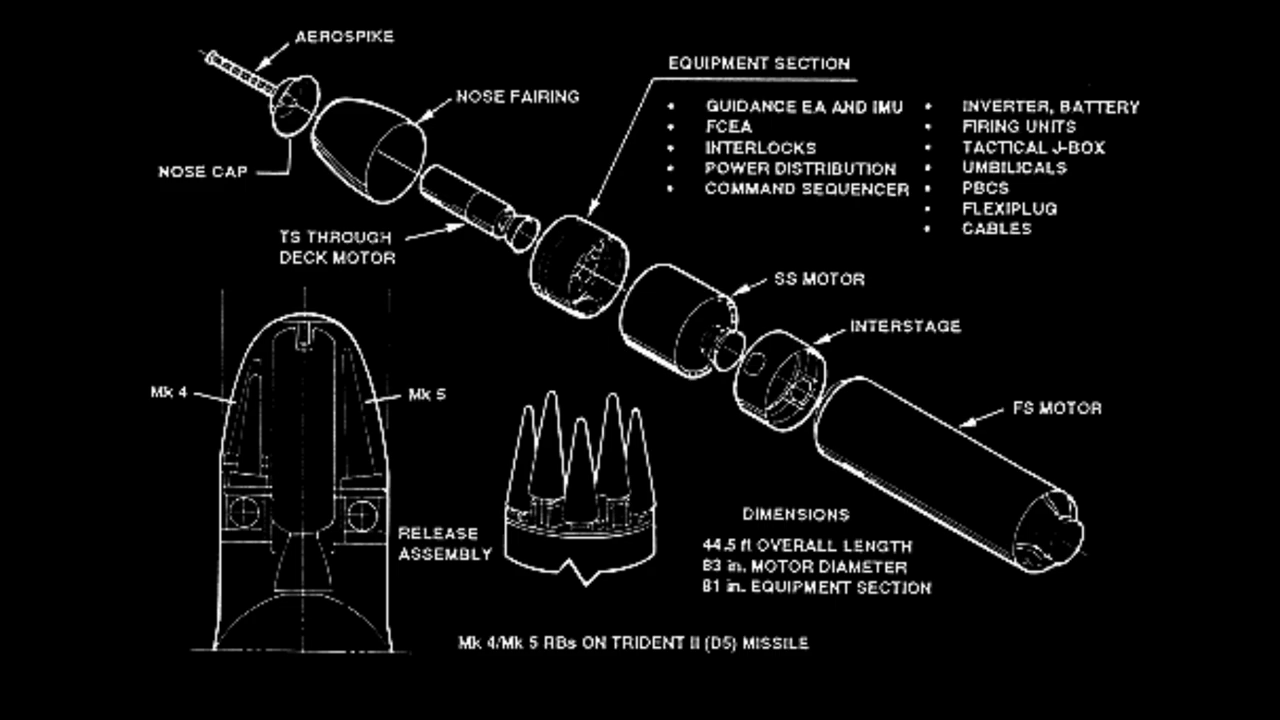 AEROSPIKE
NOSE FAIRING
NOSE CAP
TS THROUGH
DECK MOTOR
EQUIPMENT SECTION
• GUIDANCE EA AND IMU
• FCEA
• INTERLOCKS
• POWER DISTRIBUTION
• COMMAND SEQUENCER
• INVERTER, BATTERY
• FIRING UNITS
• TACTICAL J-BOX
• UMBILICALS
• PBCS
• FLEXIPLUG
• CABLES
SS MOTOR
INTERSTAGE
FS MOTOR
Mk 4
Mk 5
RELEASE
ASSEMBLY
DIMENSIONS
44.5 ft OVERALL LENGTH
83 in. MOTOR DIAMETER
81 in. EQUIPMENT SECTION
Mk 4/Mk 5 RBs ON TRIDENT II (D5) MISSILE